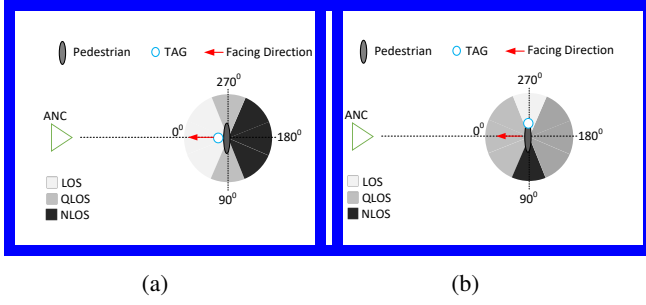 Pedestrian TAG Facing Direction
270⁰
ANC
0⁰
180⁰
LOS
QLOS
NLOS
90⁰
(a)
Pedestrian TAG Facing Direction
270⁰
ANC
0⁰
180⁰
LOS
QLOS
NLOS
90⁰
(b)